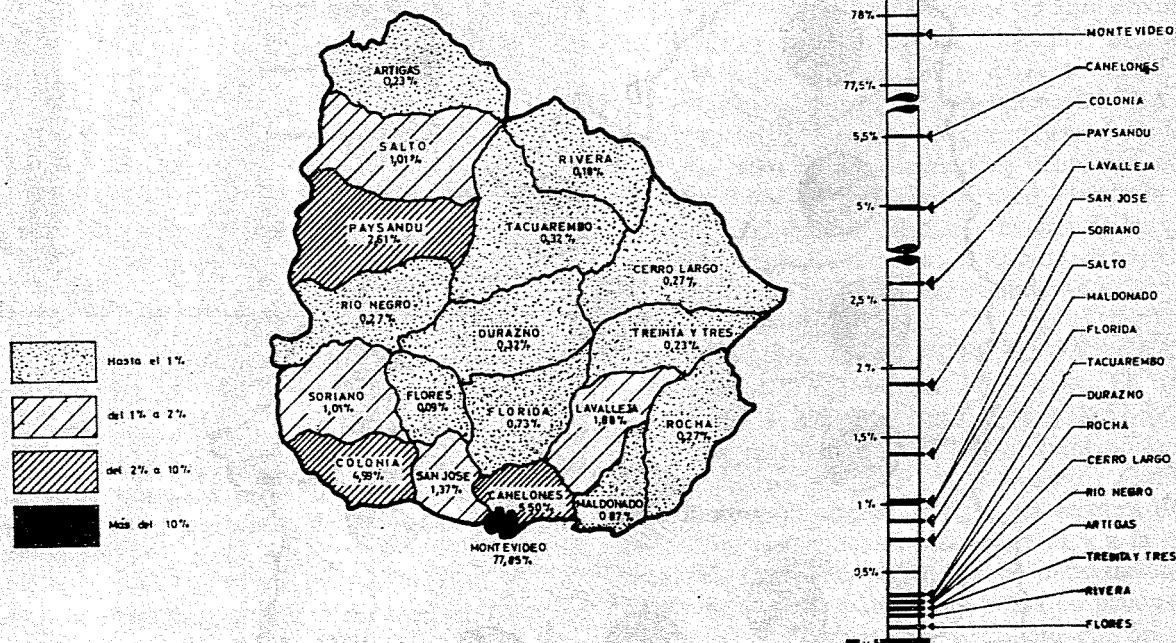 ARTIGAS
0,23%
SALTO
1,01%
RIVERA
0,18%
PAYSANDU
2,61%
TACUAREMBO
0,32%
CERRO LARGO
0,27%
RIO NEGRO
0,27%
DURAZNO
0,32%
TREINTA Y TRES
0,23%
SORIANO
1,01%
FLORES
0,09%
FLORIDA
0,73%
LAVALLEJA
1,88%
ROCHA
0,27%
COLONIA
4,99%
SAN JOSE
1,37%
CANELONES
5,50%
MALDONADO
0,87%
MONTEVIDEO
77,85%
Hasta el 1%
del 1% a 2%
del 2% a 10%
Mas del 10%
78%
77,5%
5,5%
5%
2,5%
2%
1,5%
1%
0,5%
MONTEVIDEO
CANELONES
COLONIA
PAYSANDU
LAVALLEJA
SAN JOSE
SORIANO
SALTO
MALDONADO
FLORIDA
TACUAREMBO
DURAZNO
ROCHA
CERRO LARGO
RIO NEGRO
ARTIGAS
TREINTA Y TRES
RIVERA
FLORES